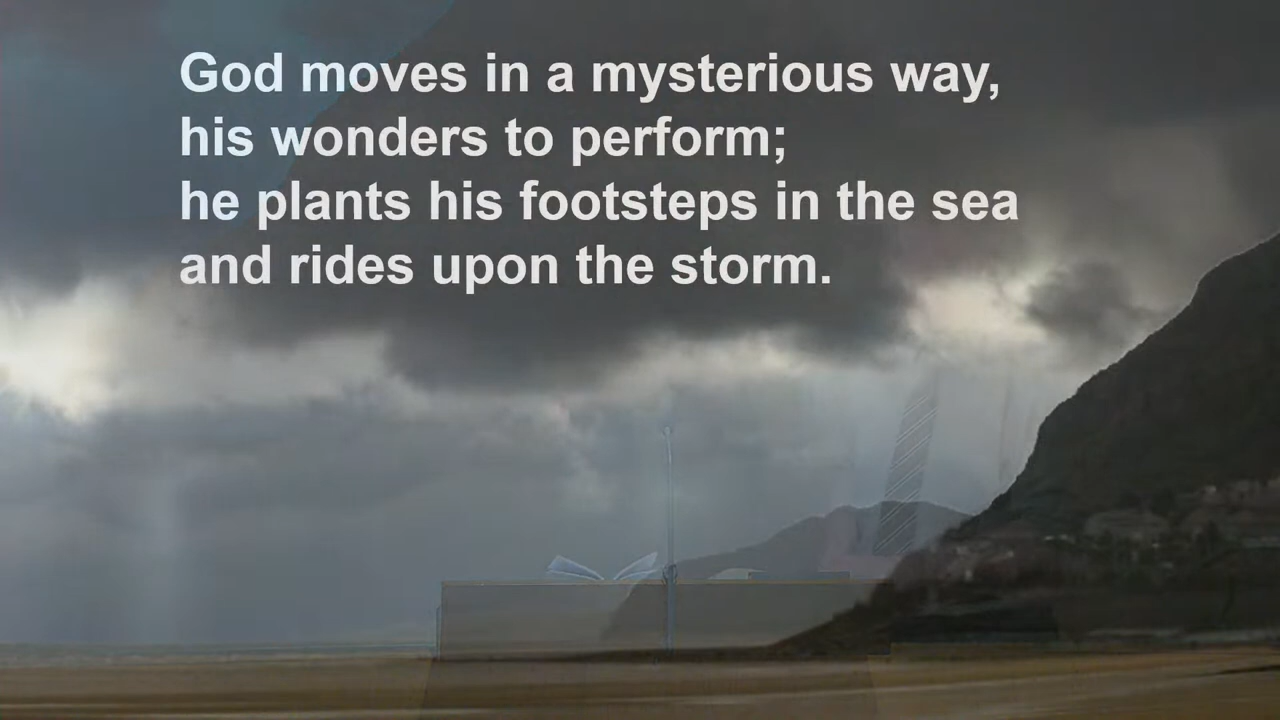 God moves in a mysterious way,
his wonders to perform;
he plants his footsteps in the sea
and rides upon the storm.